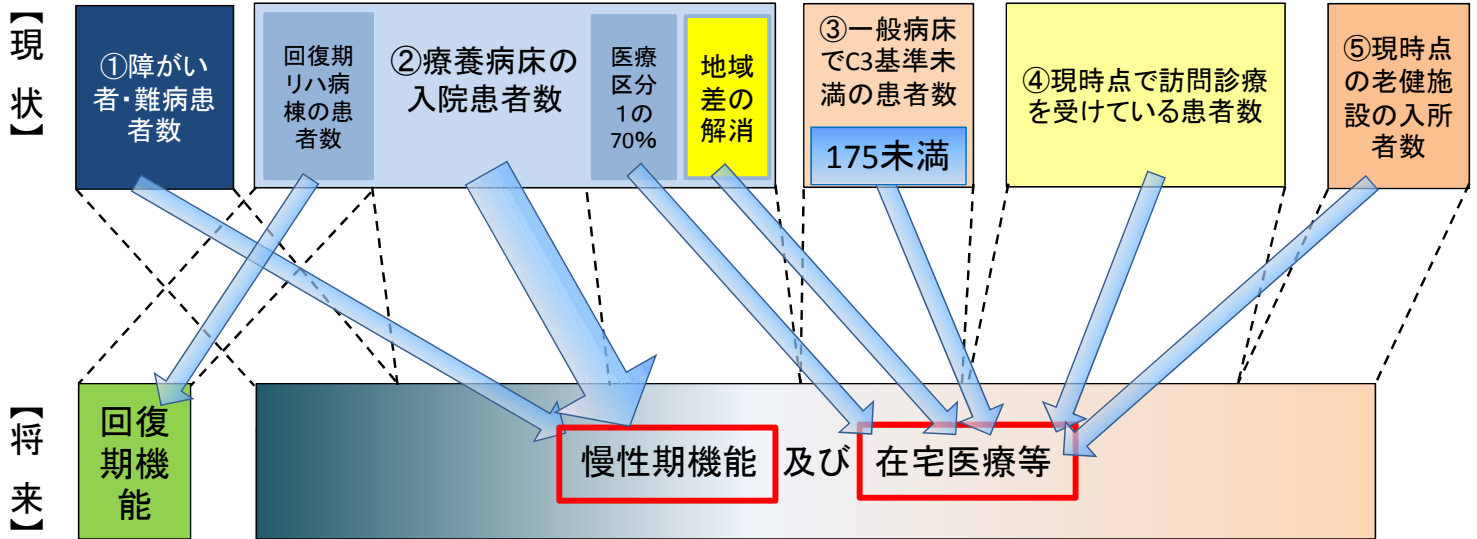 【現状】
①障がい
者・難病患
者数
回復期
リハ病
棟の患
者数
②療養病床の
入院患者数
医療
区分
1の
70%
地域
差の
解消
③一般病床
でC3基準未
満の患者数
175未満
④現時点で訪問診療
を受けている患者数
⑤現時点
の老健施
設の入所
者数
【将来】
回復
期機
能
慢性期機能 及び 在宅医療等